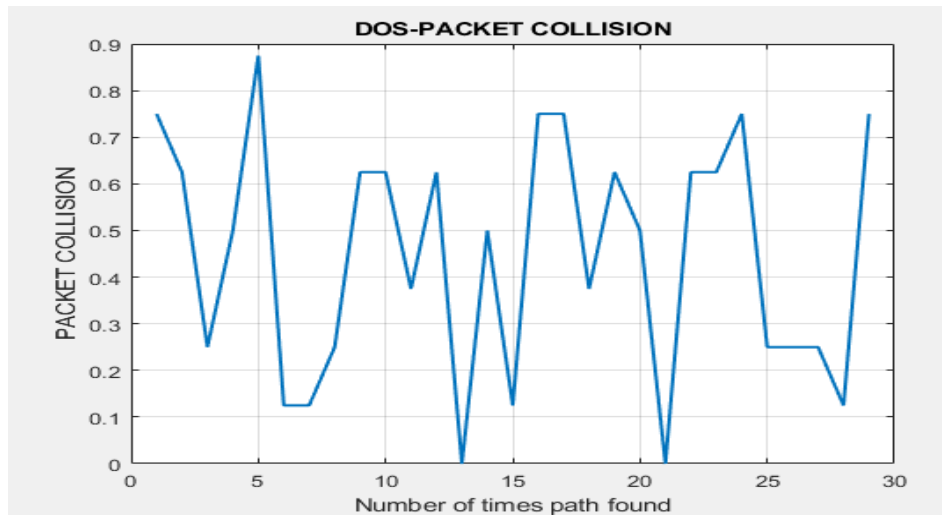 DOS-PACKET COLLISION
PACKET COLLISION
0.9
0.8
0.7
0.6
0.5
0.4
0.3
0.2
0.1
0
0 5 10 15 20 25 30
Number of times path found